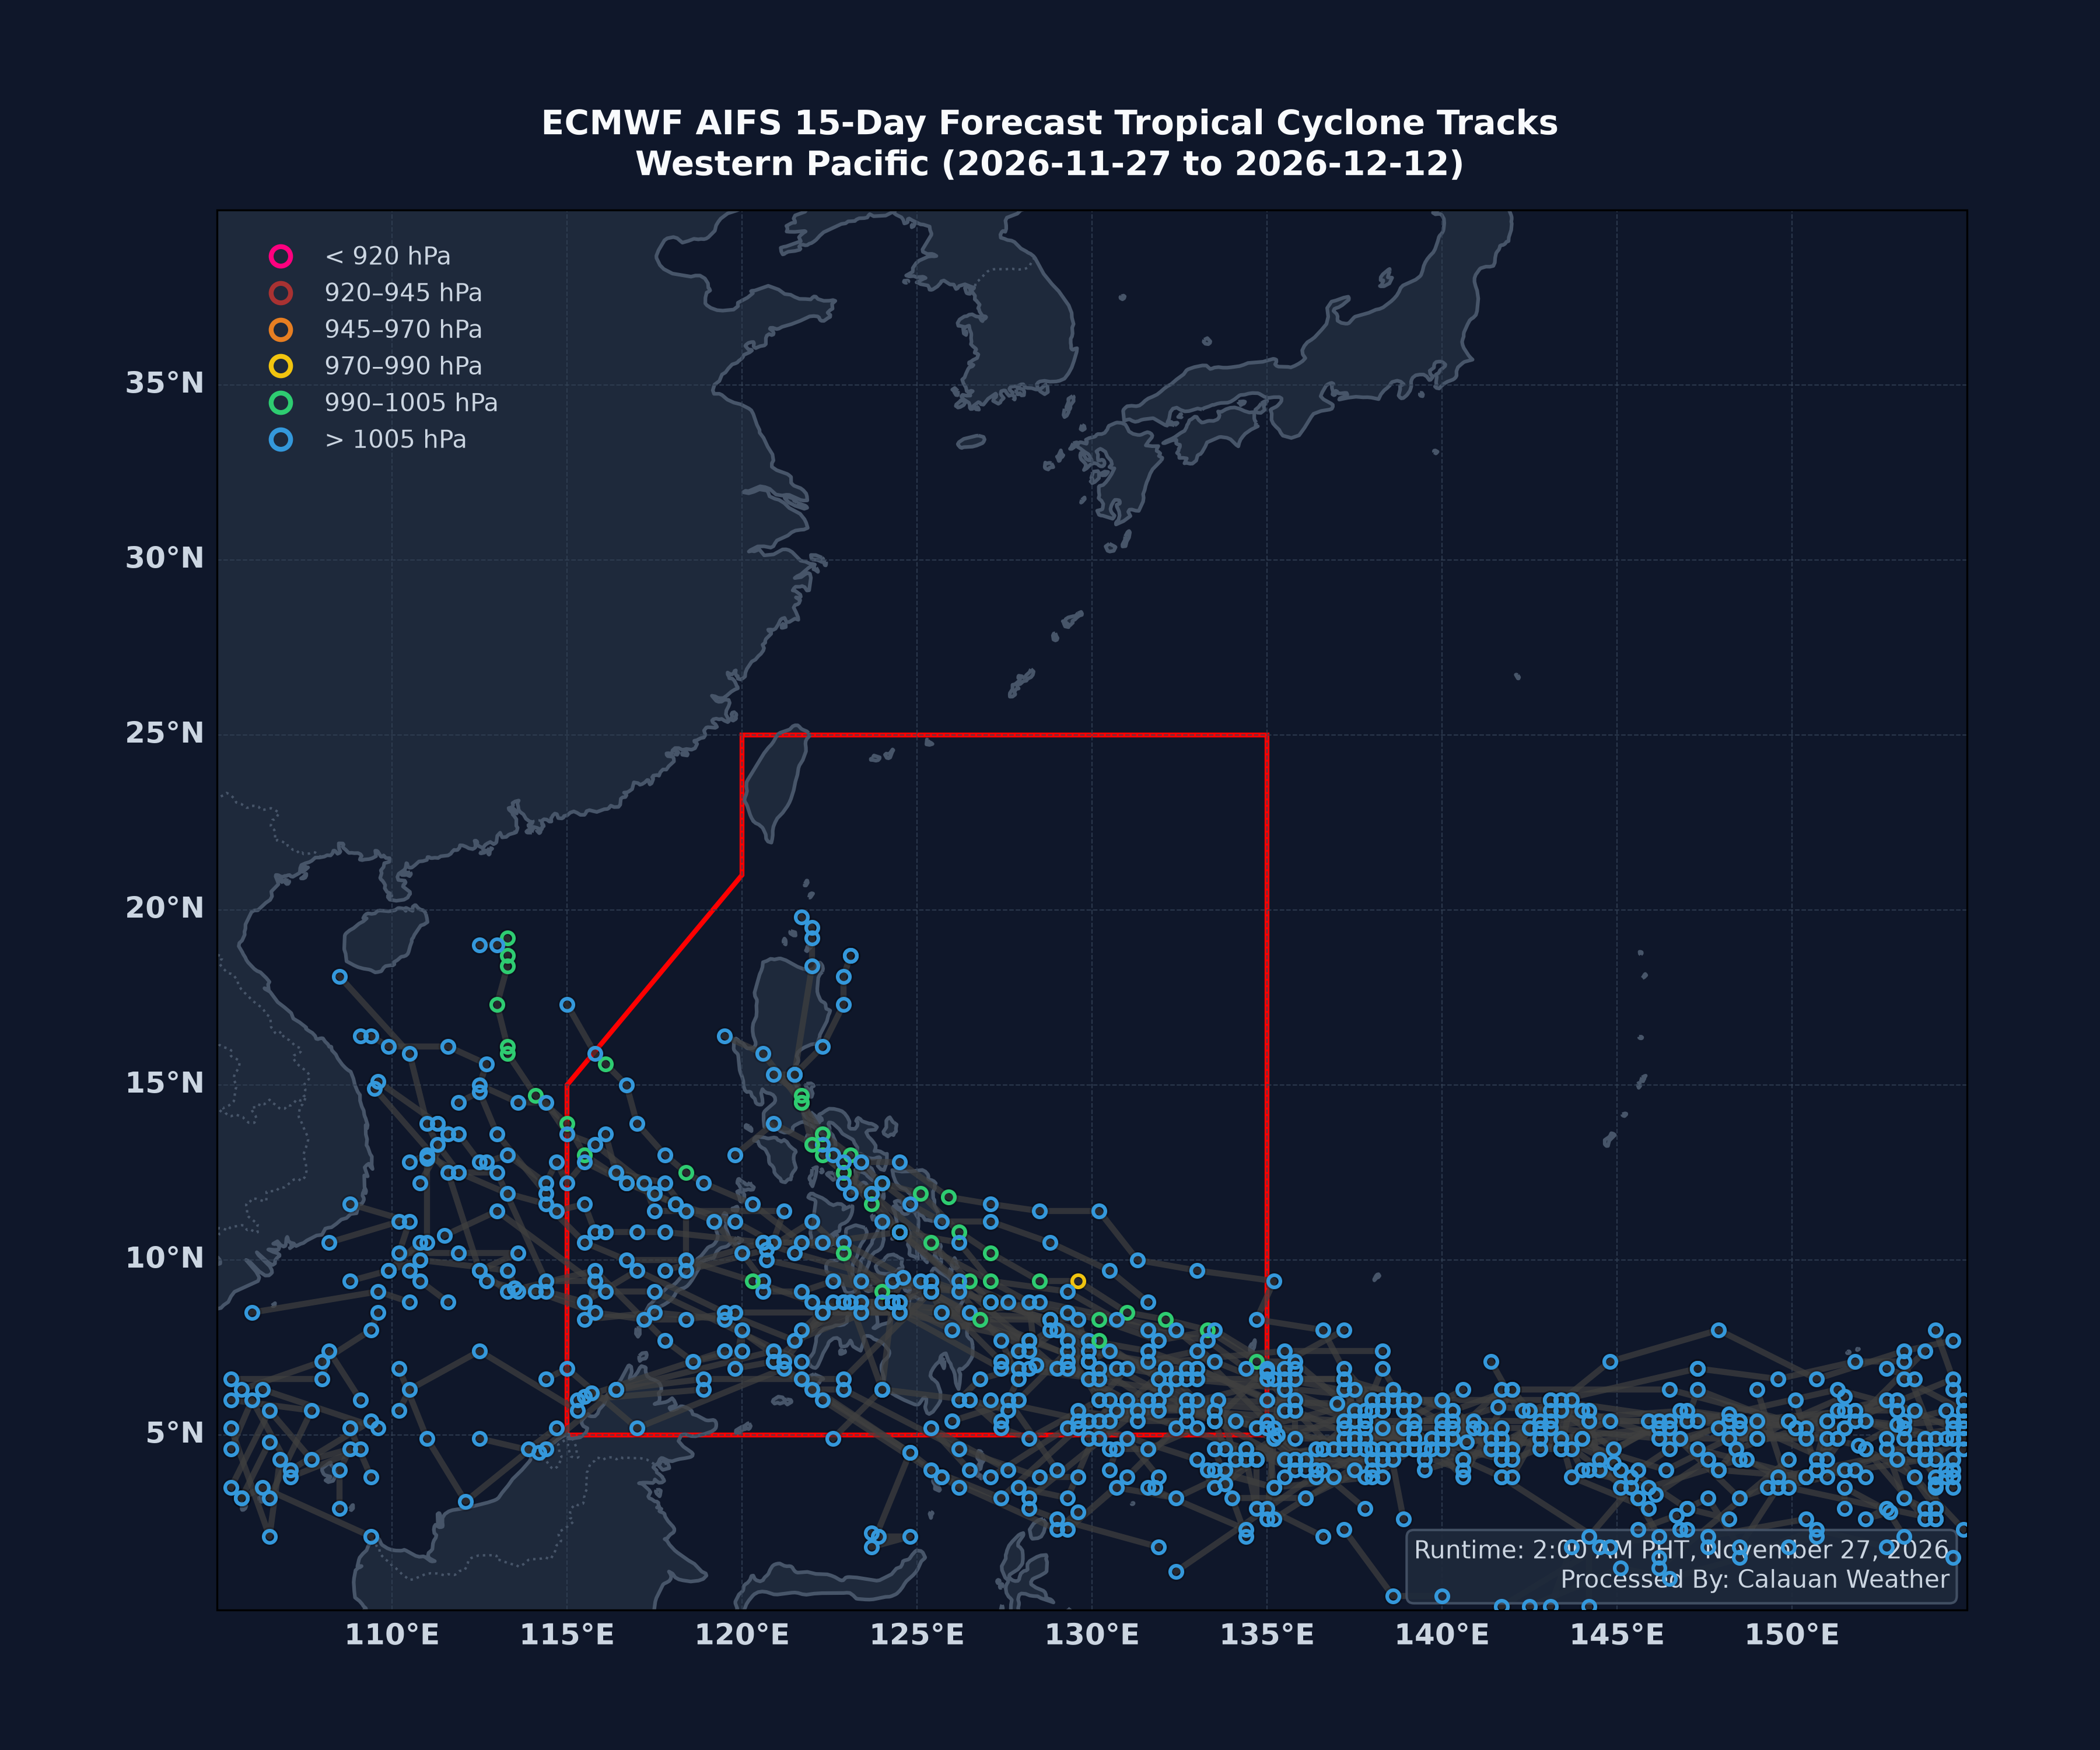 ECMWF AIFS 15-Day Forecast Tropical Cyclone Tracks
Western Pacific (2026-11-27 to 2026-12-12)
< 920 hPa
920–945 hPa
945–970 hPa
970–990 hPa
990–1005 hPa
> 1005 hPa
35°N
30°N
25°N
20°N
15°N
10°N
5°N
Runtime: 2:00 AM PHT, November 27, 2026
Processed By: Calauan Weather
110°E 115°E 120°E 125°E 130°E 135°E 140°E 145°E 150°E